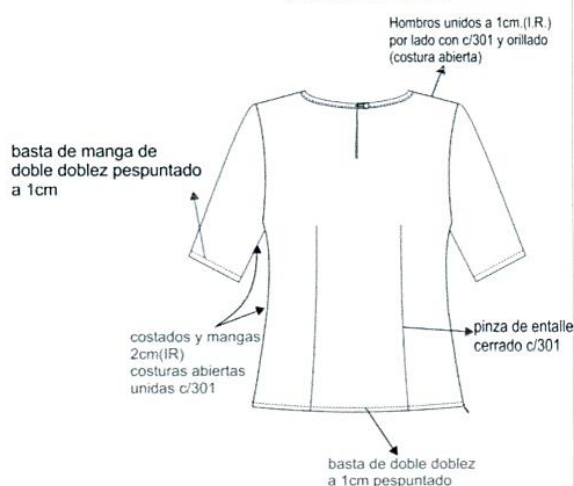 Hombros unidos a 1cm.(I.R.)
por lado con c/301 y orillado
(costura abierta)
basta de manga de
doble doblez pespuntado
a 1cm
costados y mangas
2cm(IR)
costuras abiertas
unidas c/301
pinza de entalle
cerrado c/301
basta de doble doblez
a 1cm pespuntado